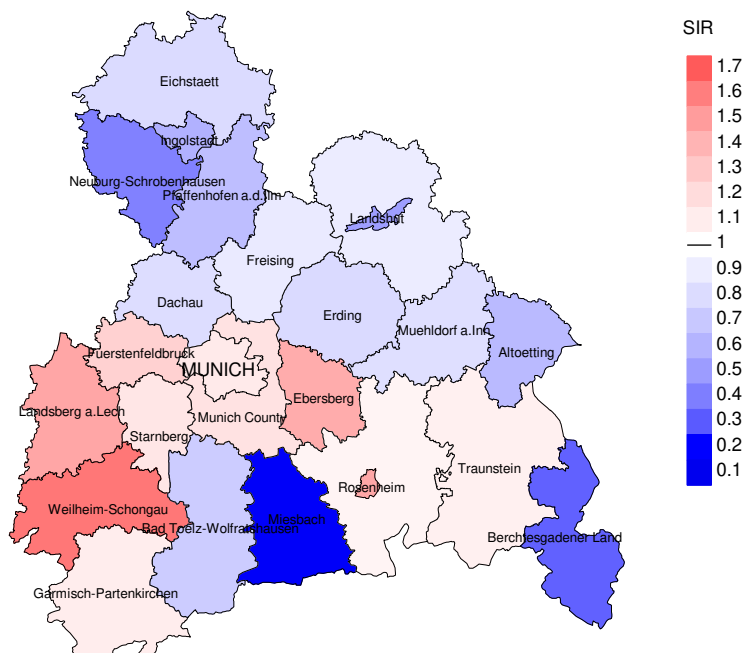 SIR
1.7
1.6
1.5
1.4
1.3
1.2
1.1
1
0.9
0.8
0.7
0.6
0.5
0.4
0.3
0.2
0.1
Eichstaett
Ingolstadt
Neuburg-Schrobenhausen
Pfaffenhofen a.d.Ilm
Landshut
Freising
Dachau
Erding
Muehldorf a.Inn
Altoetting
Fuerstenfeldbruck
MUNICH
Ebersberg
Landsberg a.Lech
Munich County
Starnberg
Traunstein
Rosenheim
Weilheim-Schongau
Miesbach
Bad Toelz-Wolfratshausen
Berchtesgadener Land
Garmisch-Partenkirchen